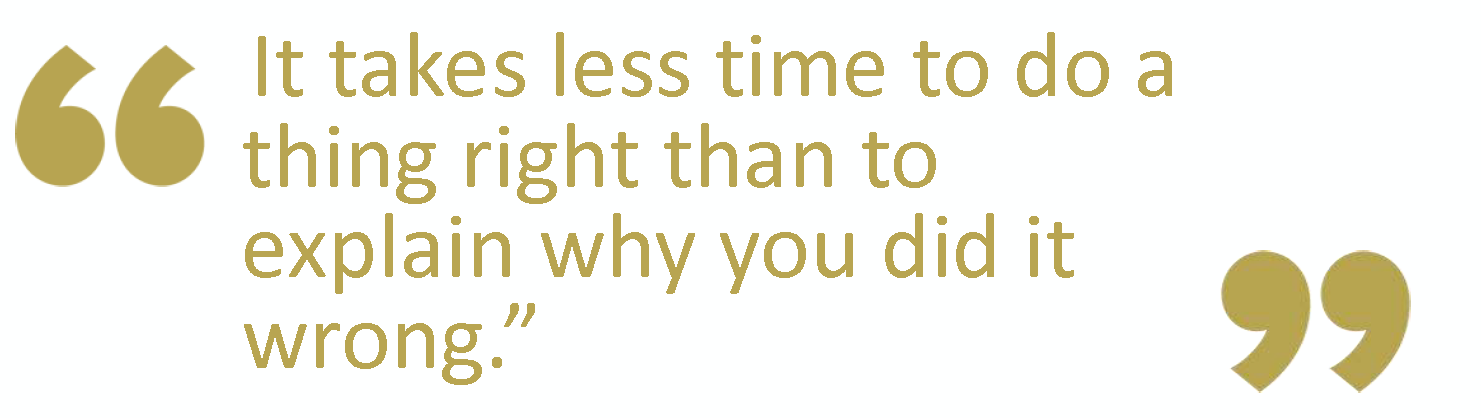 “ It takes less time to do a
thing right than to
explain why you did it
wrong.” ”